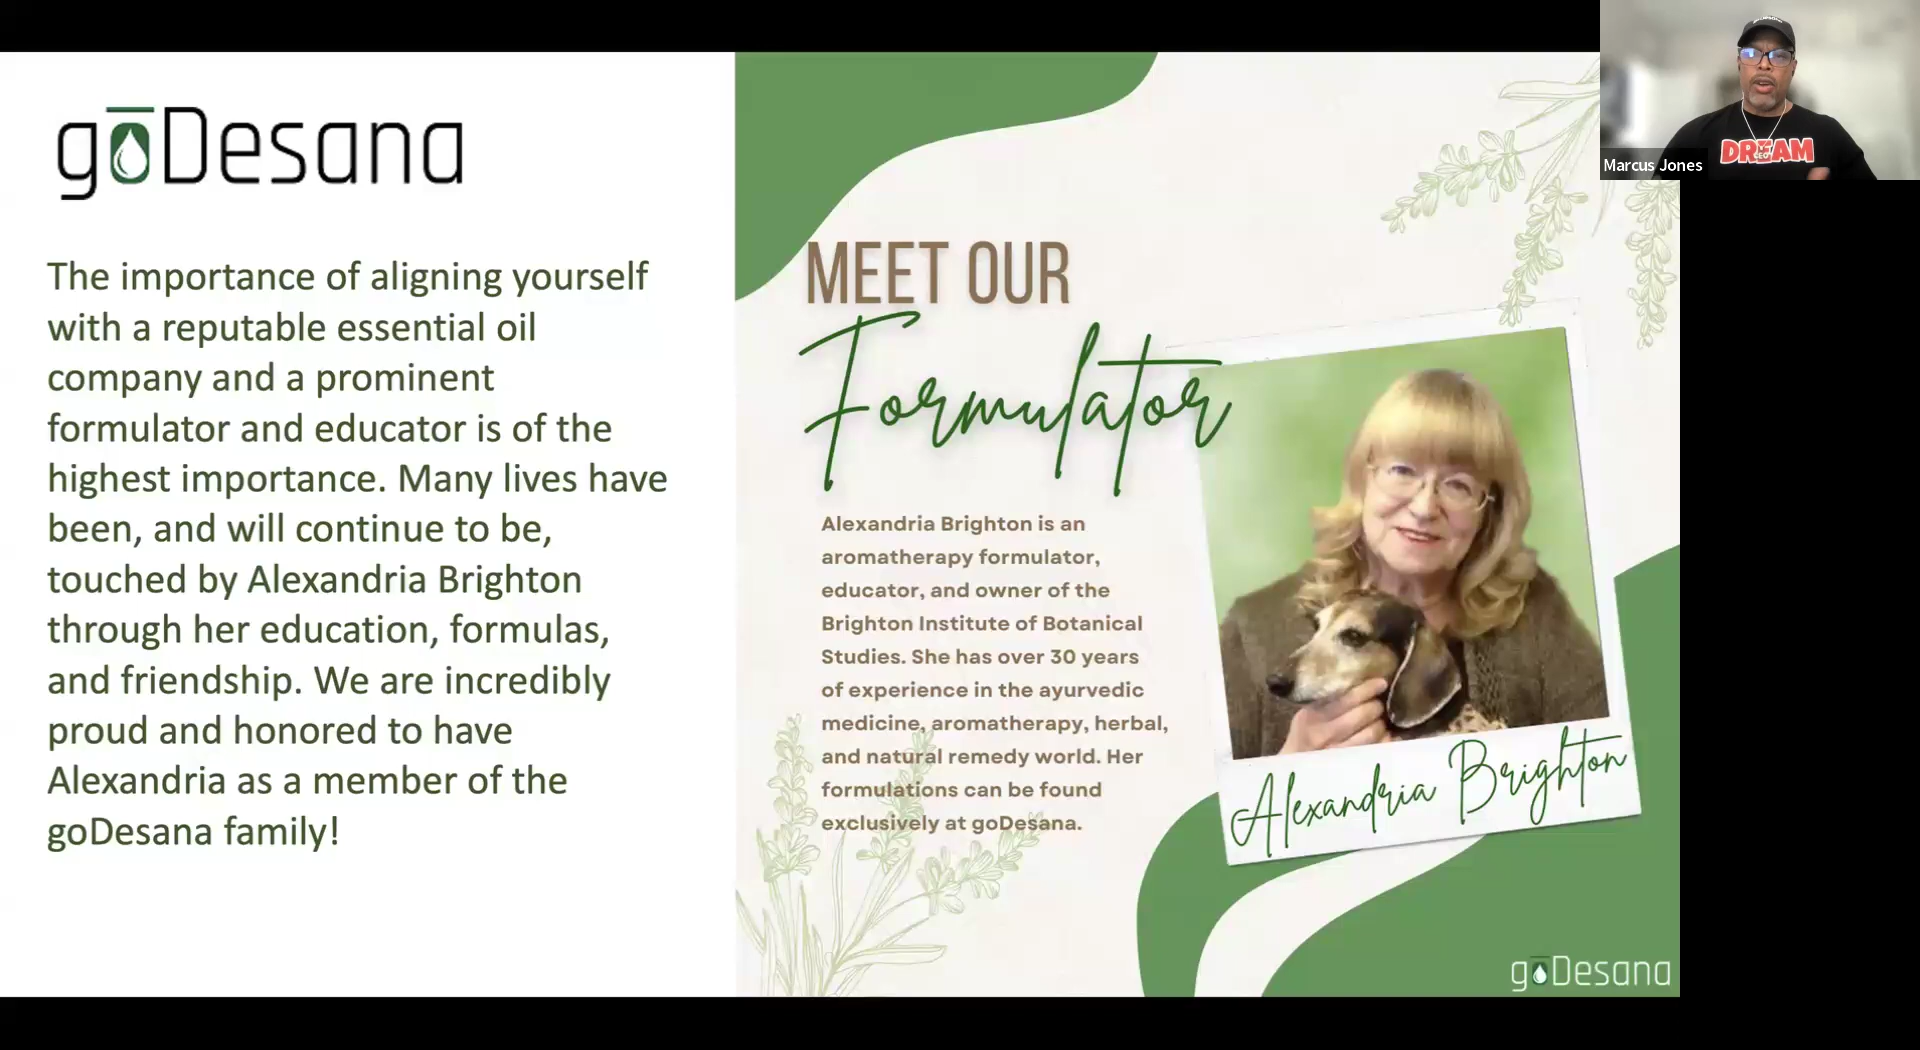 gōDesana
The importance of aligning yourself
with a reputable essential oil
company and a prominent
formulator and educator is of the
highest importance. Many lives have
been, and will continue to be,
touched by Alexandria Brighton
through her education, formulas,
and friendship. We are incredibly
proud and honored to have
Alexandria as a member of the
goDesana family!
MEET OUR
Formulator
Alexandria Brighton is an
aromatherapy formulator,
educator, and owner of the
Brighton Institute of Botanical
Studies. She has over 30 years
of experience in the ayurvedic
medicine, aromatherapy, herbal,
and natural remedy world. Her
formulations can be found
exclusively at goDesana.
Alexandria Brighton
gōDesana
DREAM
CEO
Marcus Jones